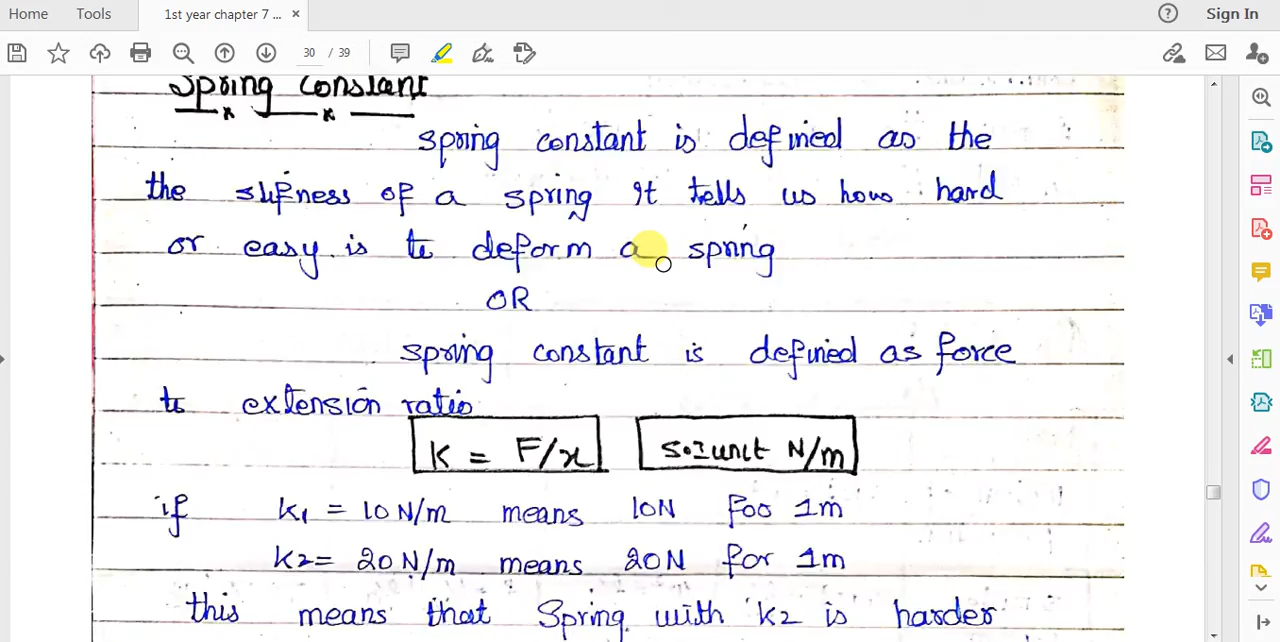 Home Tools 1st year chapter 7 ... × Sign In
30 / 39
Spring Constant
spring constant is defined as the
the stifness of a spring It tells us how hard
or easy is to deform a spring
OR
spring constant is defined as force
to extension ratio
K = F/x S.I unit N/m
if K1 = 10 N/m means 10N foo 1m
K2 = 20 N/m means 20N for 1m
this means that Spring with K2 is harder